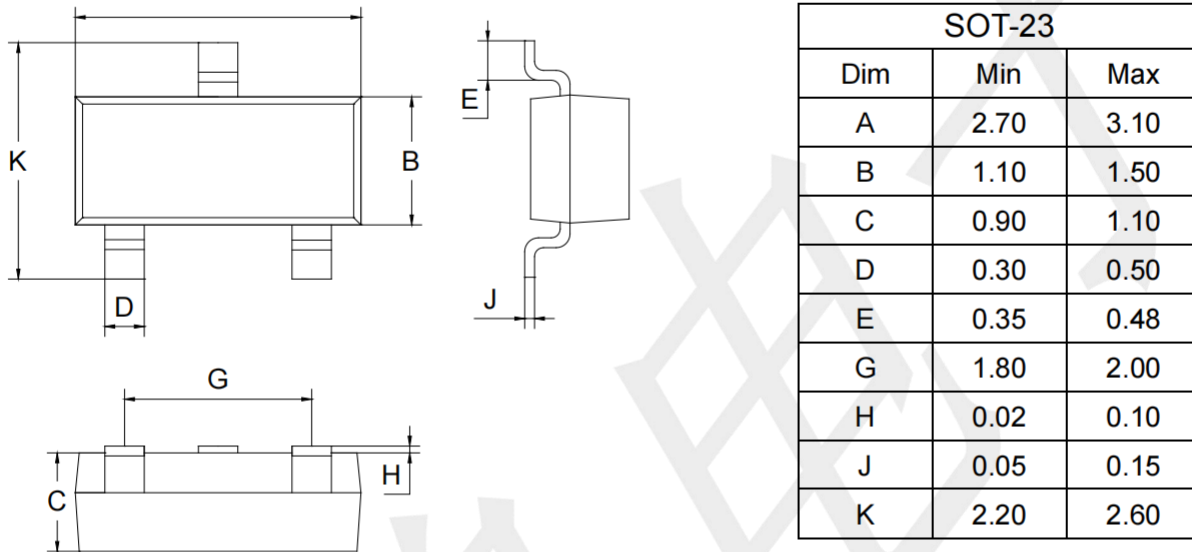 K
B
E
J
D
G
H
C
SOT-23
Dim Min Max
A 2.70 3.10
B 1.10 1.50
C 0.90 1.10
D 0.30 0.50
E 0.35 0.48
G 1.80 2.00
H 0.02 0.10
J 0.05 0.15
K 2.20 2.60